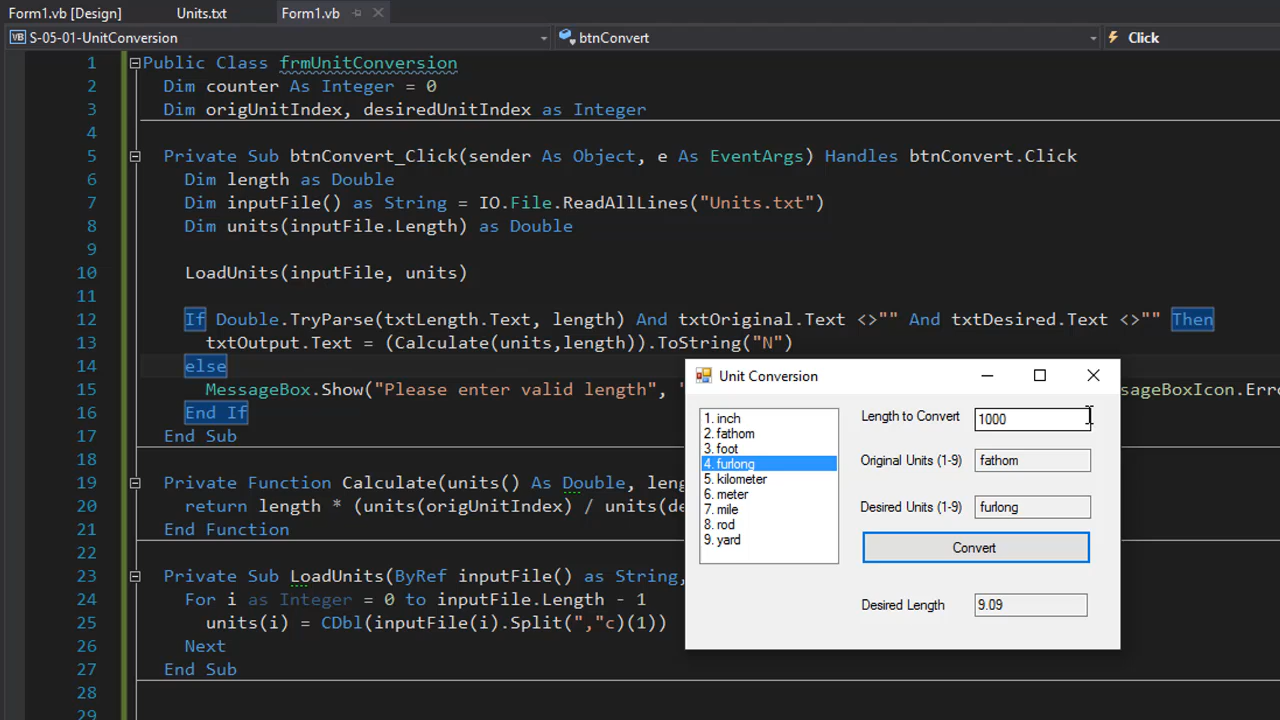 Form1.vb [Design] Units.txt Form1.vb
VB S-05-01-UnitConversion btnConvert Click
1 Public Class frmUnitConversion
2 Dim counter As Integer = 0
3 Dim origUnitIndex, desiredUnitIndex as Integer
4
5 Private Sub btnConvert_Click(sender As Object, e As EventArgs) Handles btnConvert.Click
6 Dim length as Double
7 Dim inputFile() as String = IO.File.ReadAllLines("Units.txt")
8 Dim units(inputFile.Length) as Double
9
10 LoadUnits(inputFile, units)
11
12 If Double.TryParse(txtLength.Text, length) And txtOriginal.Text <>"" And txtDesired.Text <>"" Then
13 txtOutput.Text = (Calculate(units,length)).ToString("N")
14 else
15 MessageBox.Show("Please enter valid length", " ssageBoxIcon.Erro
16 End If
17 End Sub
18
19 Private Function Calculate(units() As Double, leng
20 return length * (units(origUnitIndex) / units(de
21 End Function
22
23 Private Sub LoadUnits(ByRef inputFile() as String,
24 For i as Integer = 0 to inputFile.Length - 1
25 units(i) = CDbl(inputFile(i).Split(","c)(1))
26 Next
27 End Sub
28
29
Unit Conversion
1. inch
2. fathom
3. foot
4. furlong
5. kilometer
6. meter
7. mile
8. rod
9. yard
Length to Convert 1000
Original Units (1-9) fathom
Desired Units (1-9) furlong
Convert
Desired Length 9.09